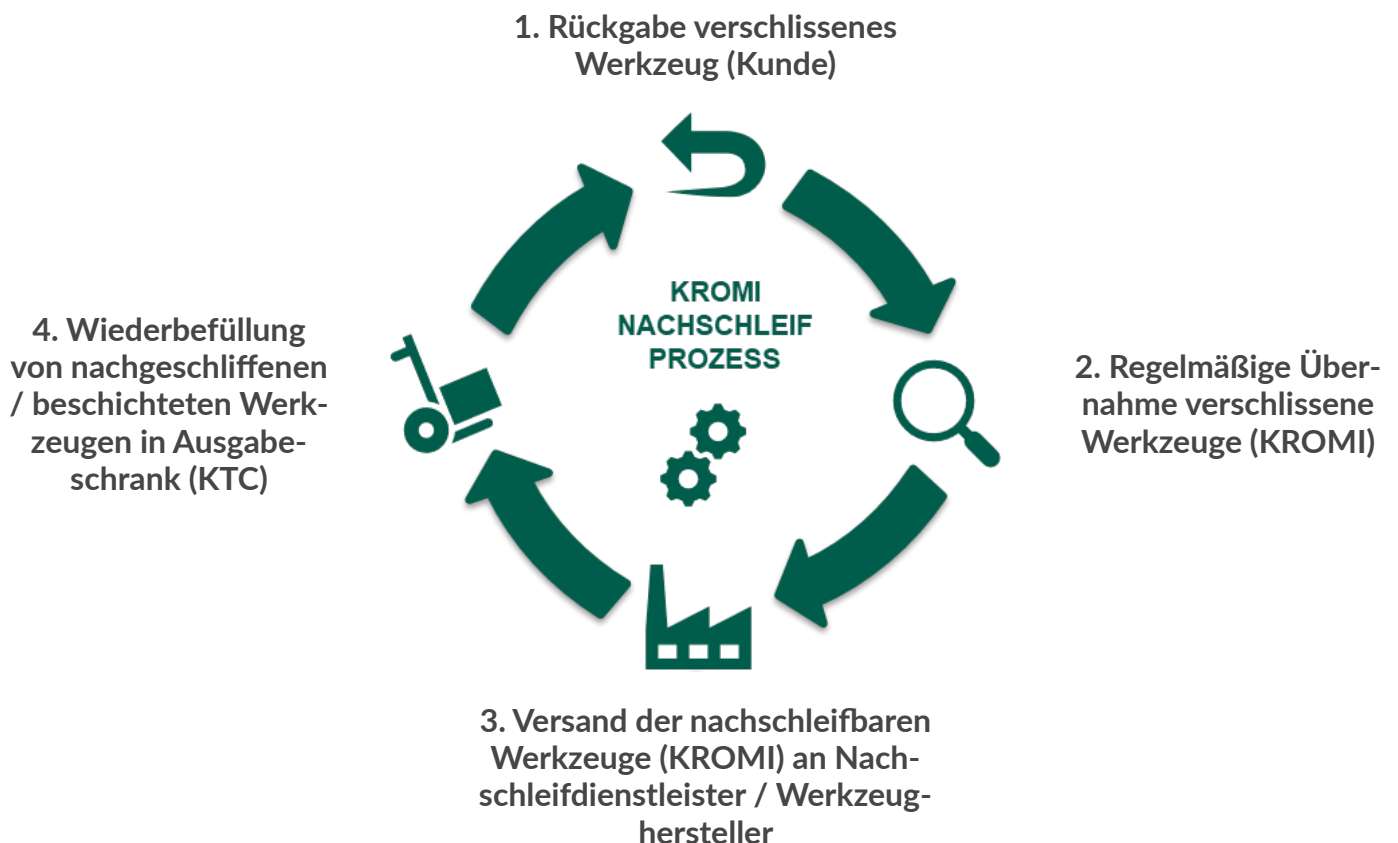 1. Rückgabe verschlissenes
Werkzeug (Kunde)
KROMI
NACHSCHLEIF
PROZESS
2. Regelmäßige Über-
nahme verschlissene
Werkzeuge (KROMI)
3. Versand der nachschleifbaren
Werkzeuge (KROMI) an Nach-
schleifdienstleister / Werkzeug-
hersteller
4. Wiederbefüllung
von nachgeschliffenen
/ beschichteten Werk-
zeugen in Ausgabe-
schrank (KTC)